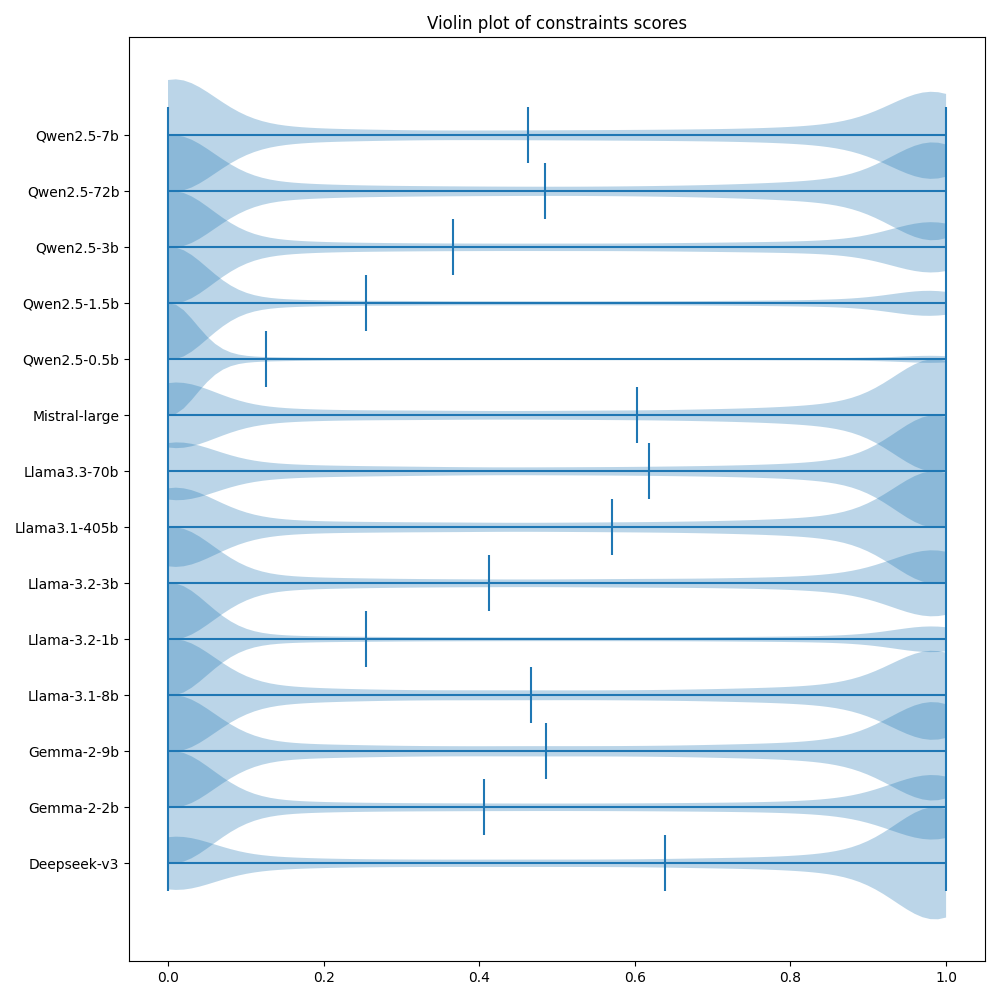 Violin plot of constraints scores
Qwen2.5-7b
Qwen2.5-72b
Qwen2.5-3b
Qwen2.5-1.5b
Qwen2.5-0.5b
Mistral-large
Llama3.3-70b
Llama3.1-405b
Llama-3.2-3b
Llama-3.2-1b
Llama-3.1-8b
Gemma-2-9b
Gemma-2-2b
Deepseek-v3
0.0 0.2 0.4 0.6 0.8 1.0